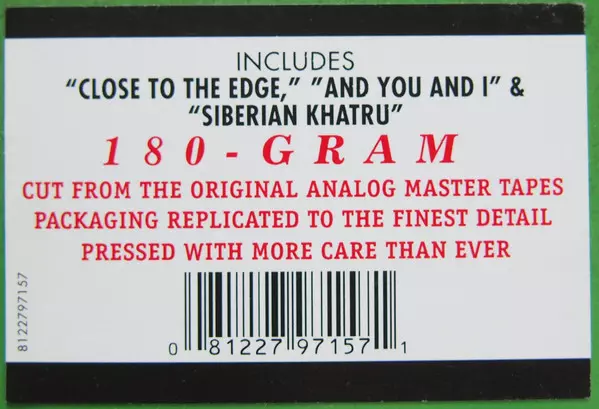 INCLUDES
“CLOSE TO THE EDGE,” ”AND YOU AND I” &
“SIBERIAN KHATRU”
180-GRAM
CUT FROM THE ORIGINAL ANALOG MASTER TAPES
PACKAGING REPLICATED TO THE FINEST DETAIL
PRESSED WITH MORE CARE THAN EVER
8122797157
0 81227 97157 1